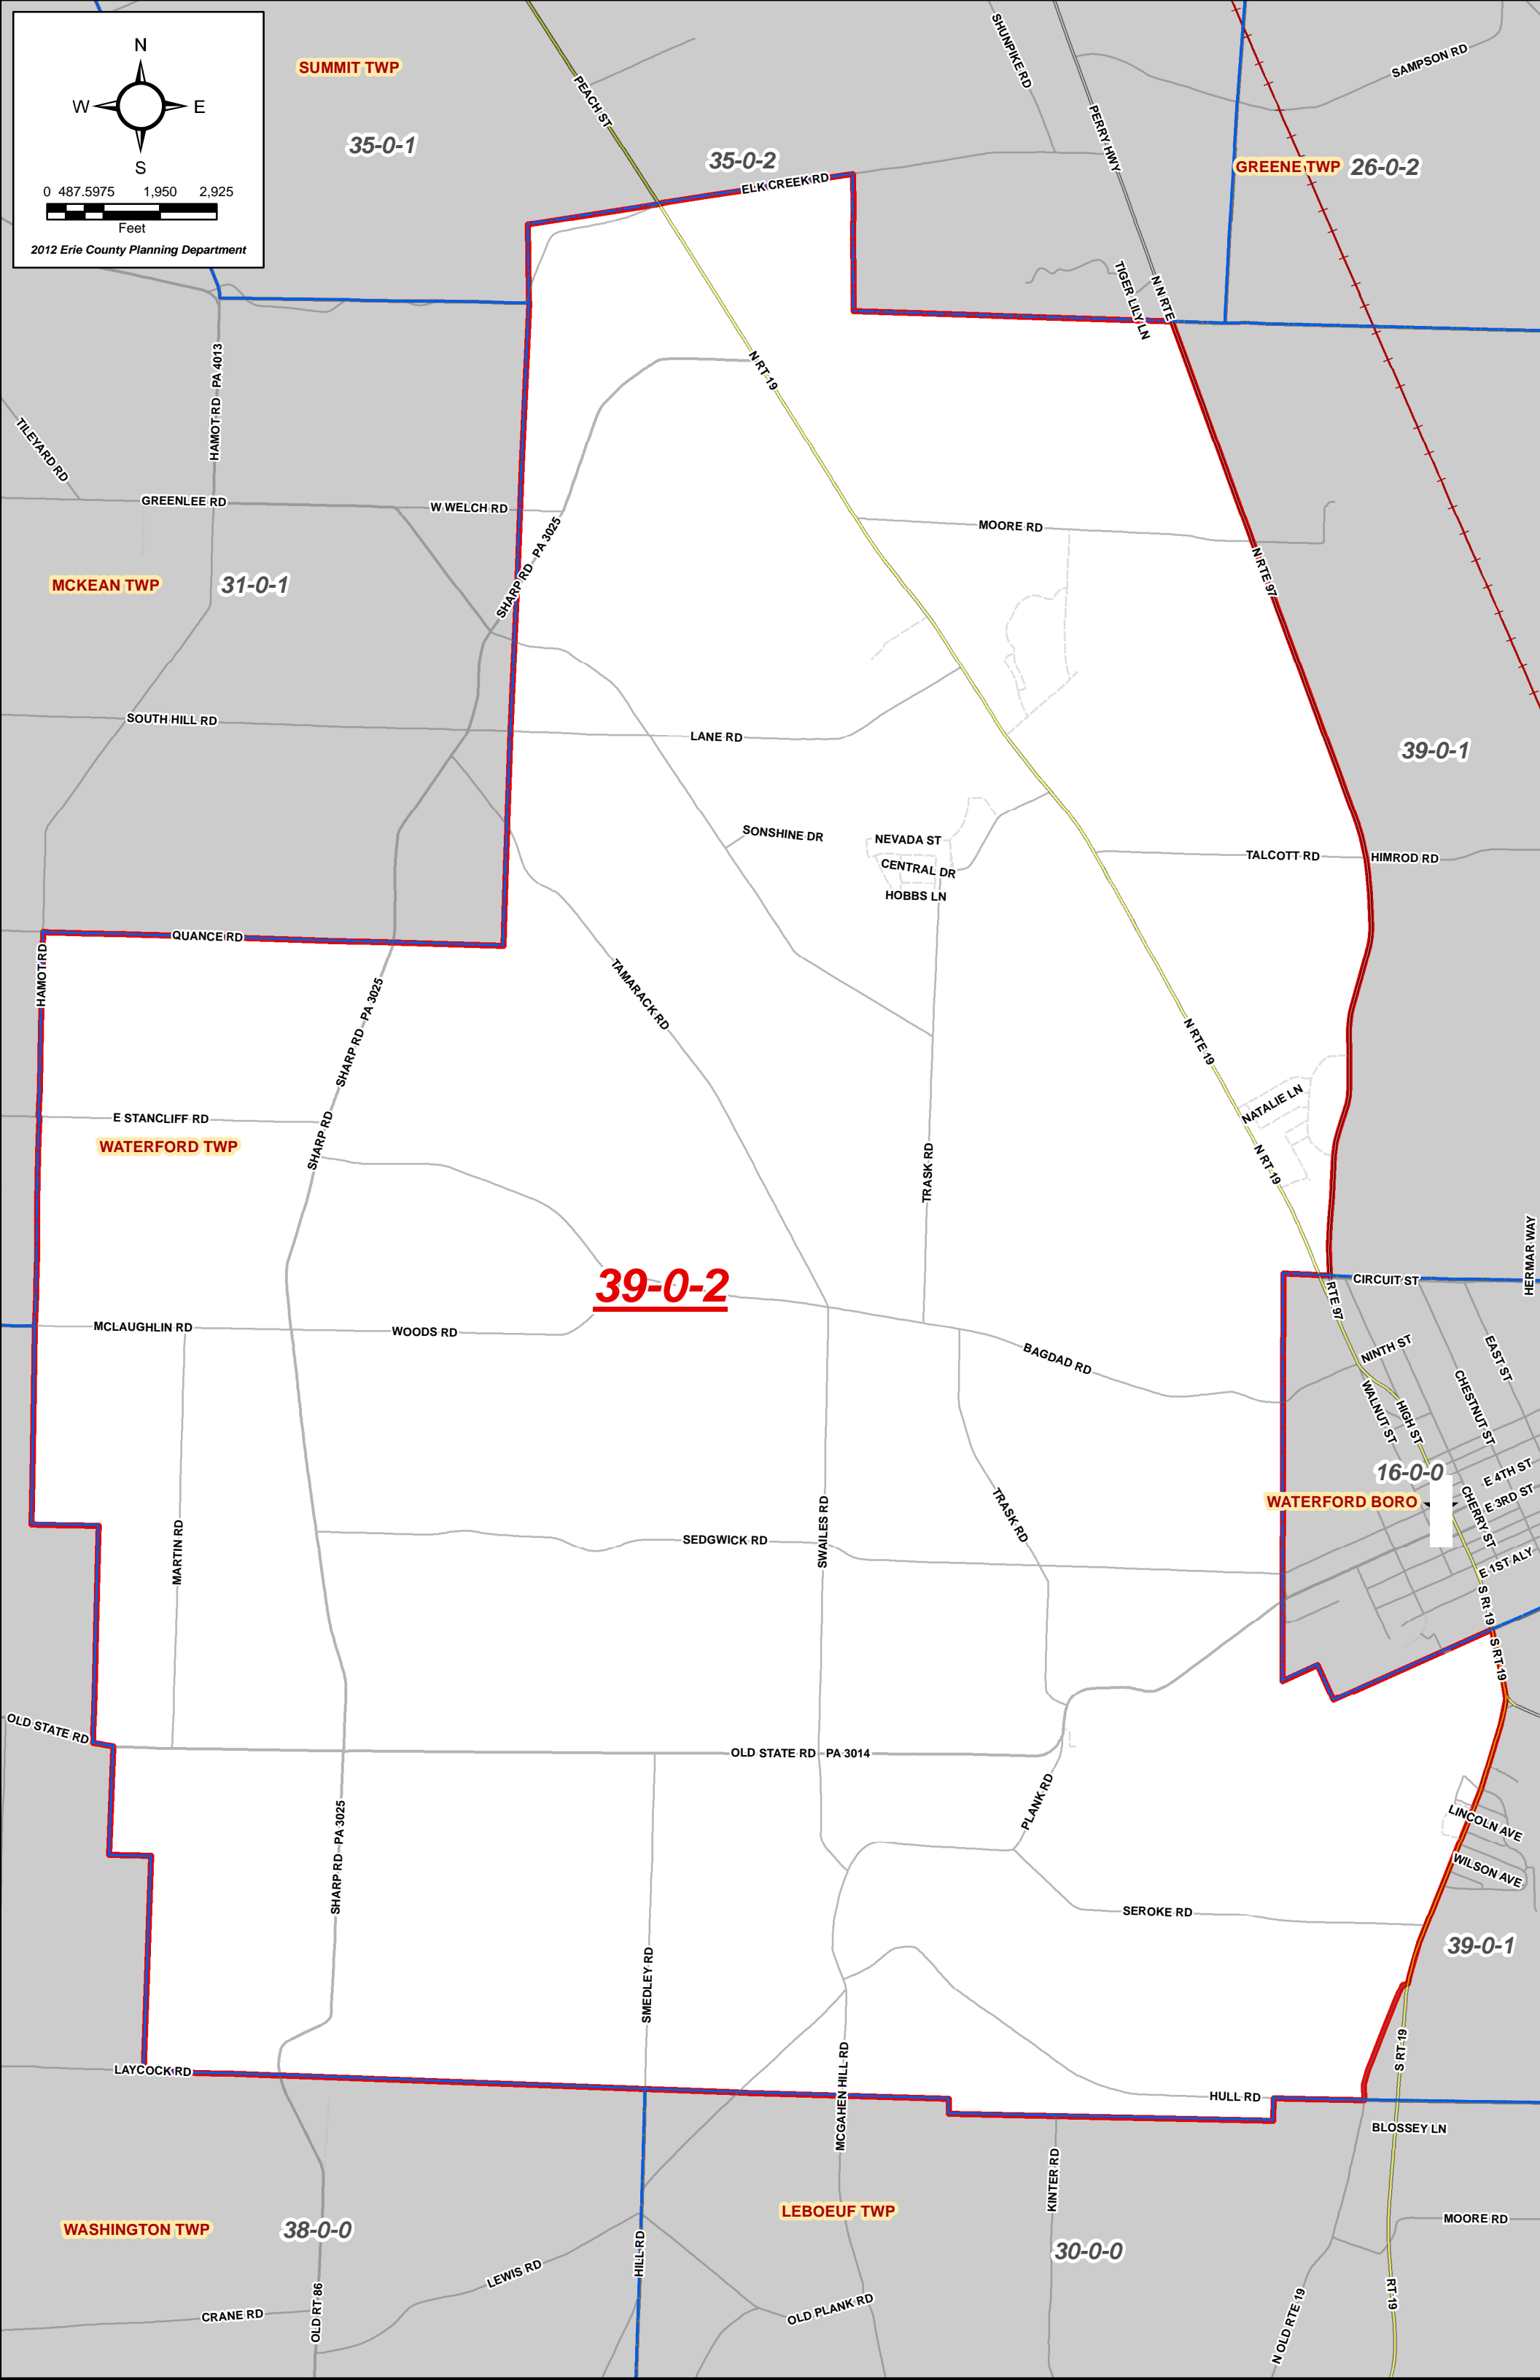 N
W
E
S
0 487.5975 1,950 2,925
Feet
2012 Erie County Planning Department
SUMMIT TWP
35-0-1
PEACH ST
35-0-2
ELK CREEK RD
SHUNPIKE RD
PERRY HWY
SAMPSON RD
GREENE TWP
26-0-2
TIGER LILY LN
N N RTE
HAMOT RD PA 4013
N RT 19
TILEYARD RD
GREENLEE RD
W WELCH RD
SHARP RD PA 3025
MOORE RD
N RTE 97
MCKEAN TWP
31-0-1
SOUTH HILL RD
LANE RD
39-0-1
SONSHINE DR
NEVADA ST
CENTRAL DR
HOBBS LN
TALCOTT RD
HIMROD RD
QUANCE RD
HAMOT RD
SHARP RD PA 3025
TAMARACK RD
N RTE 19
NATALIE LN
E STANCLIFF RD
SHARP RD
WATERFORD TWP
TRASK RD
N RT 19
HERMAR WAY
39-0-2
CIRCUIT ST
RTE 97
MCLAUGHLIN RD
WOODS RD
BAGDAD RD
NINTH ST
EAST ST
WALNUT ST
HIGH ST
CHESTNUT ST
16-0-0
E 4TH ST
WATERFORD BORO
CHERRY ST
E 3RD ST
MARTIN RD
SEDGWICK RD
SWAILES RD
TRASK RD
E 1ST ALY
S Rt 19
S RT 19
OLD STATE RD
OLD STATE RD PA 3014
SHARP RD PA 3025
PLANK RD
LINCOLN AVE
WILSON AVE
SEROKE RD
39-0-1
SMEDLEY RD
S RT 19
LAYCOCK RD
MCGAHEN HILL RD
HULL RD
BLOSSEY LN
KINTER RD
WASHINGTON TWP
38-0-0
LEBOEUF TWP
MOORE RD
HILL RD
30-0-0
LEWIS RD
CRANE RD
OLD RT 86
OLD PLANK RD
N OLD RTE 19
RT 19